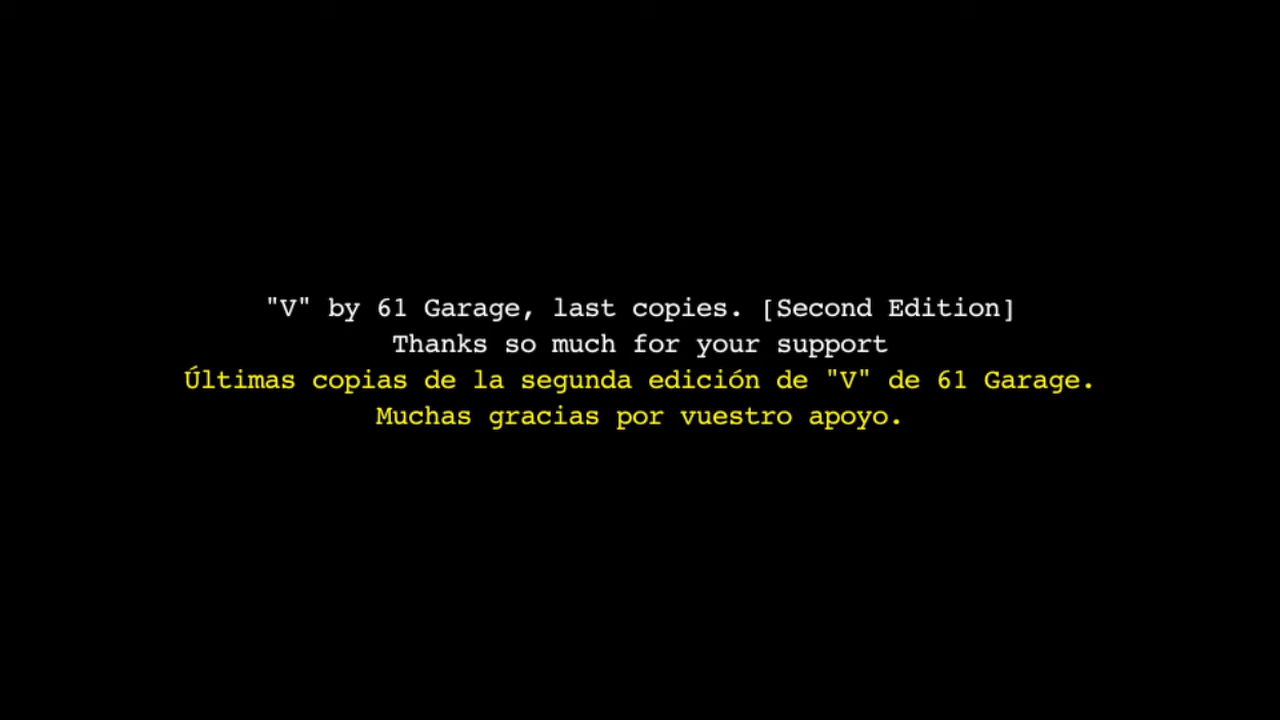 "V" by 61 Garage, last copies. [Second Edition]
Thanks so much for your support
Últimas copias de la segunda edición de "V" de 61 Garage.
Muchas gracias por vuestro apoyo.